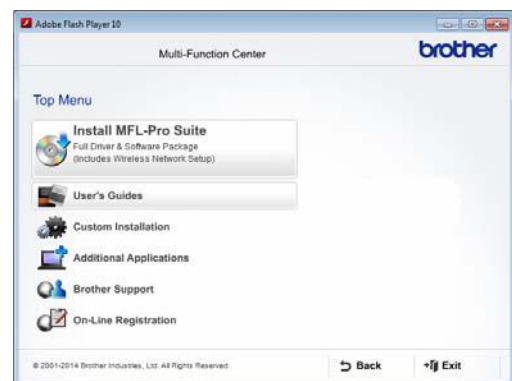 Adobe Flash Player 10
Multi-Function Center
brother
Top Menu
Install MFL-Pro Suite
Full Driver & Software Package
(Includes Wireless Network Setup)
User's Guides
Custom Installation
Additional Applications
Brother Support
On-Line Registration
© 2001-2014 Brother Industries, Ltd. All Rights Reserved.
Back
Exit